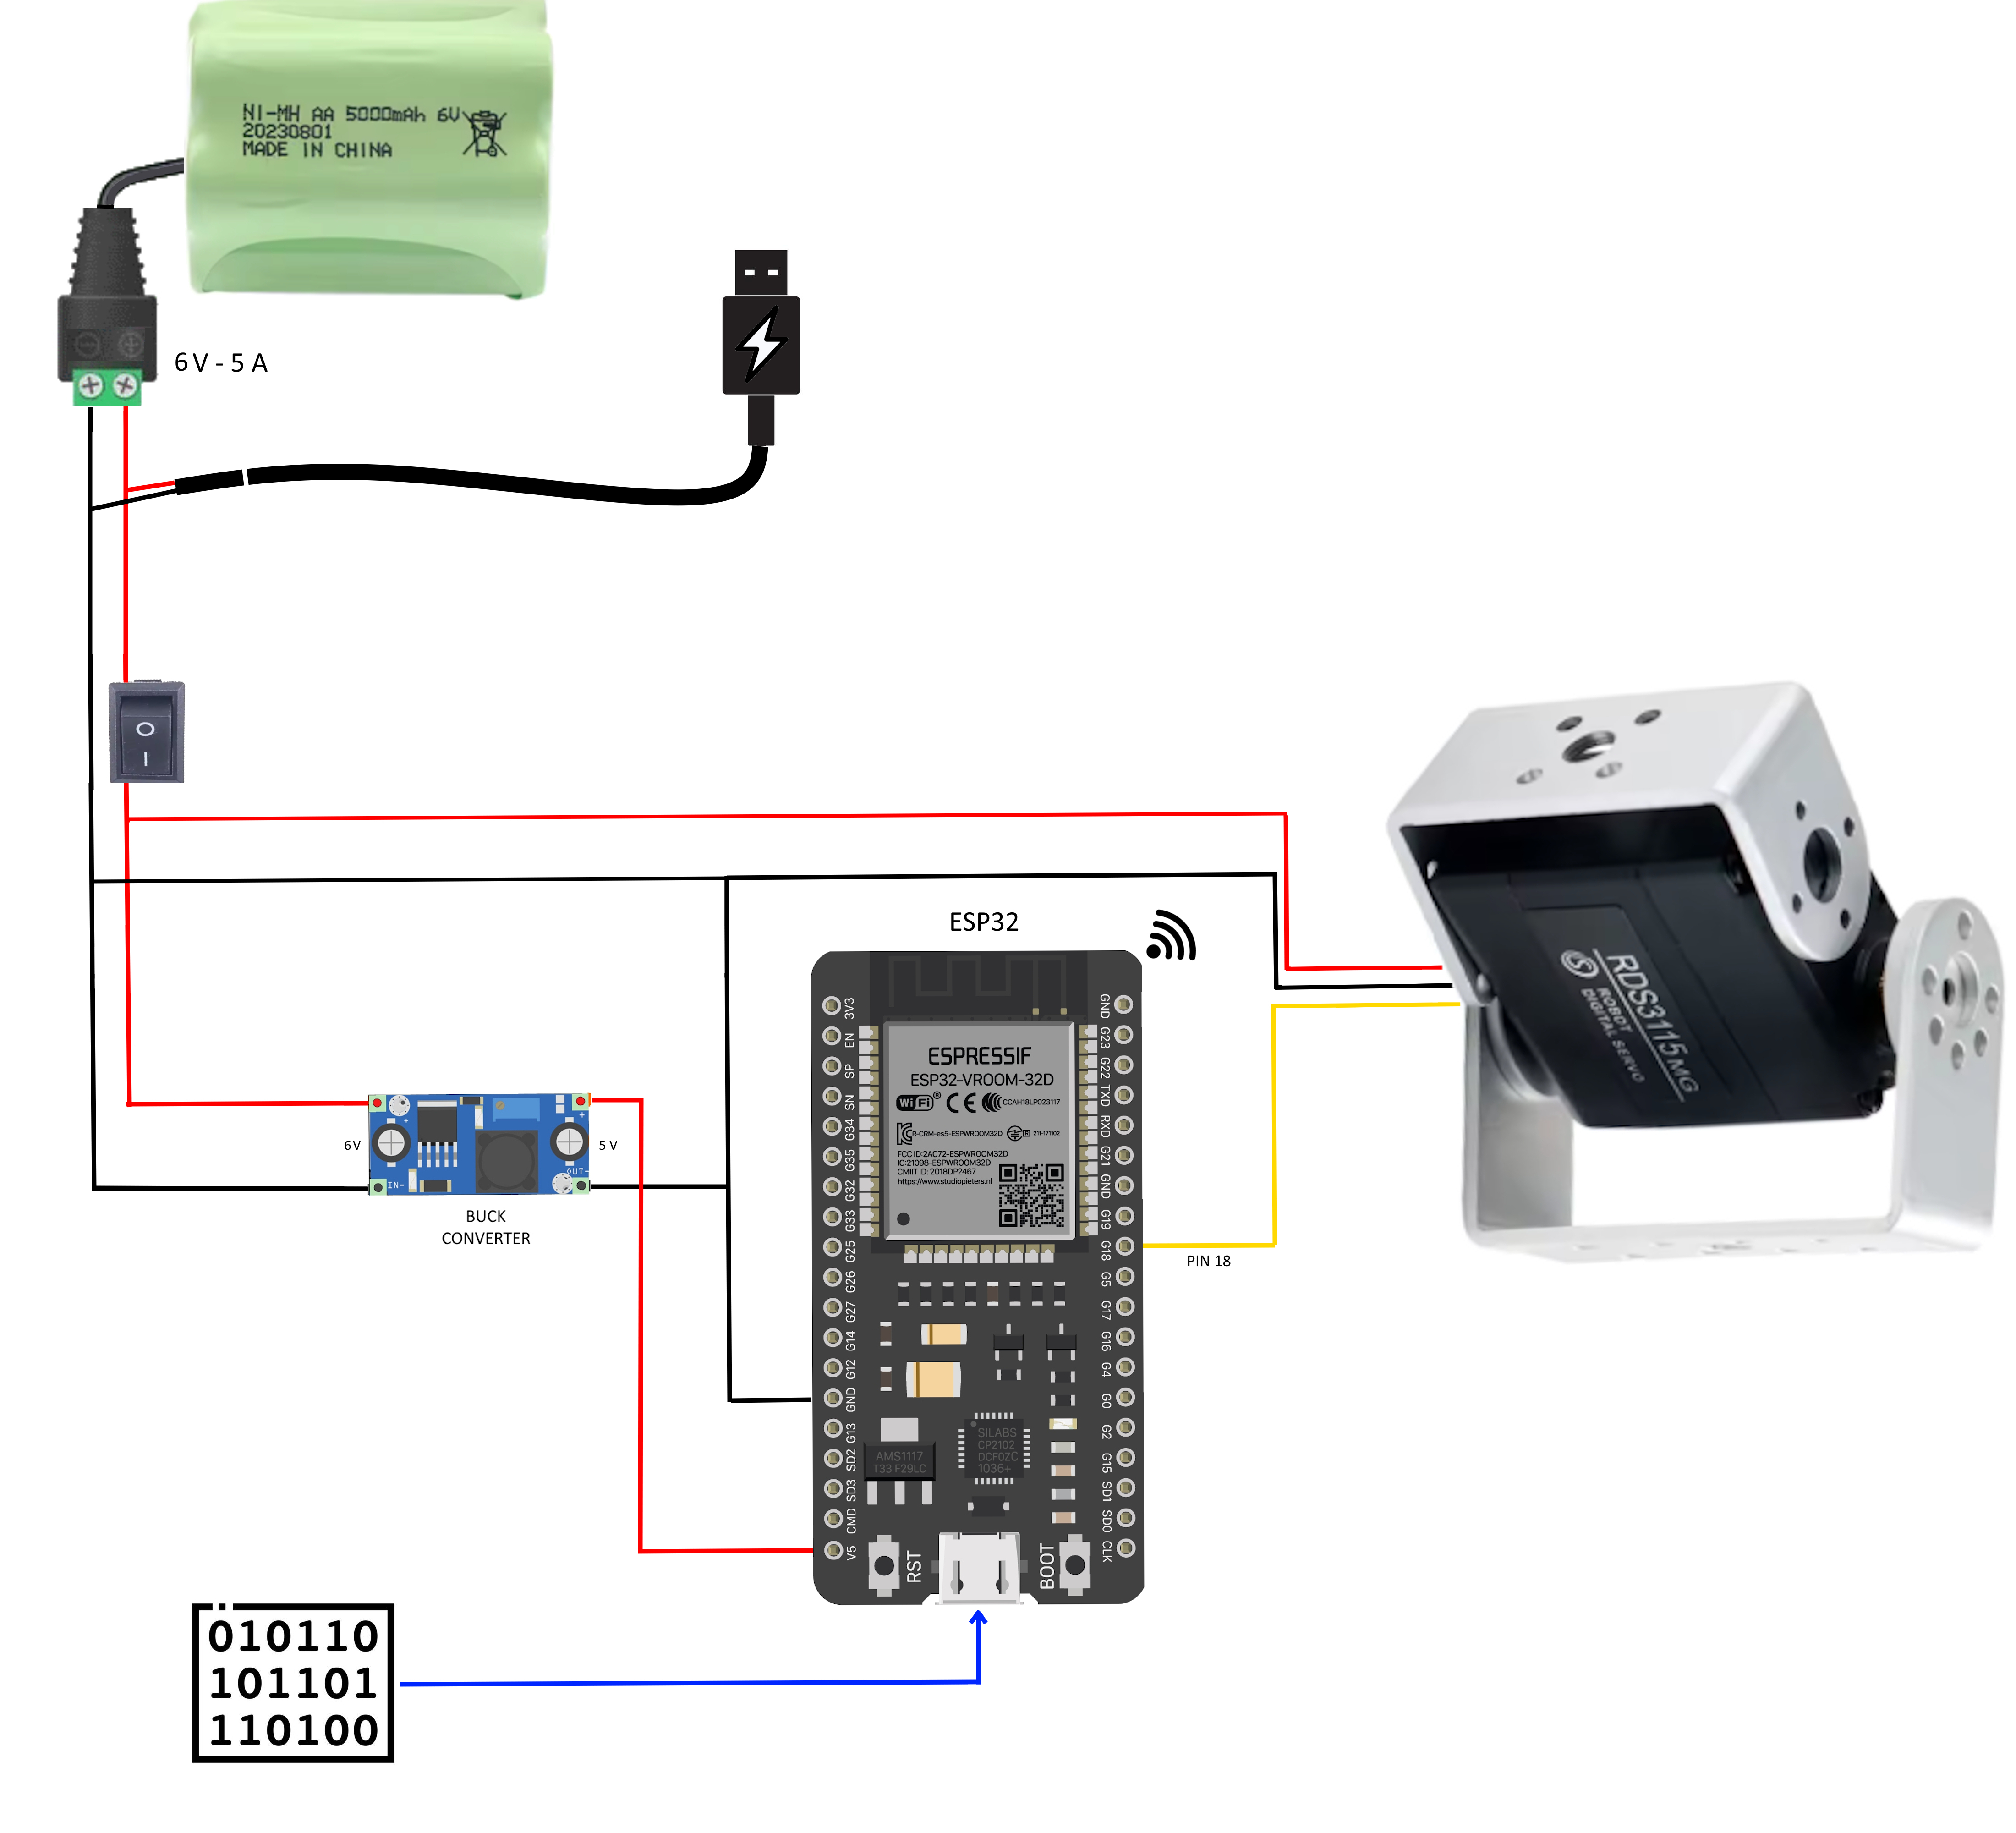 NI-MH AA 5000mAh 6V
20230801
MADE IN CHINA
6V - 5 A
O
I
ESP32
RDS3115MG
ROBOT
DIGITAL SERVO
3V3
EN
SP
SN
G34
G35
G32
G33
G25
G26
G27
G14
G12
GND
G13
SD2
SD3
CMD
V5
GND
G23
G22
TXD
RXD
G21
GND
G19
G18
G5
G17
G16
G4
G0
G2
G15
SD1
SD0
CLK
ESPRESSIF
ESP32-VROOM-32D
WiFi® CE CCAH18LP023117
R-CRM-es5-ESPWROOM32D 211-171102
FCC ID:2AC72-ESPWROOM32D
IC:21098-ESPWROOM32D
CMIIT ID: 2018DP2467
https://www.studiopieters.nl
6V
5 V
IN-
OUT-
BUCK
CONVERTER
PIN 18
AMS1117
T33 F29LC
SILABS
CP2102
DCF0ZC
1036+
RST
BOOT
010110
101101
110100